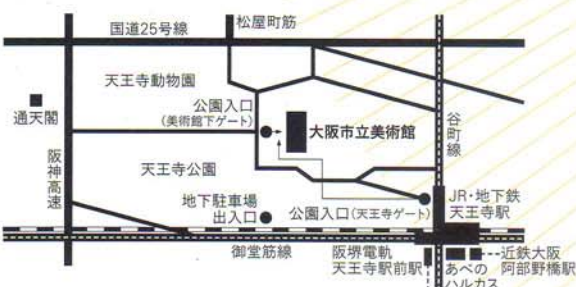 国道25号線
松屋町筋
天王寺動物園
通天閣
公園入口
(美術館下ゲート)
大阪市立美術館
谷町線
阪神高速
天王寺公園
地下駐車場
出入口
公園入口(天王寺ゲート)
JR・地下鉄
天王寺駅
御堂筋線
阪堺電軌
天王寺駅前駅
あべの
ハルカス
近鉄大阪
阿部野橋駅